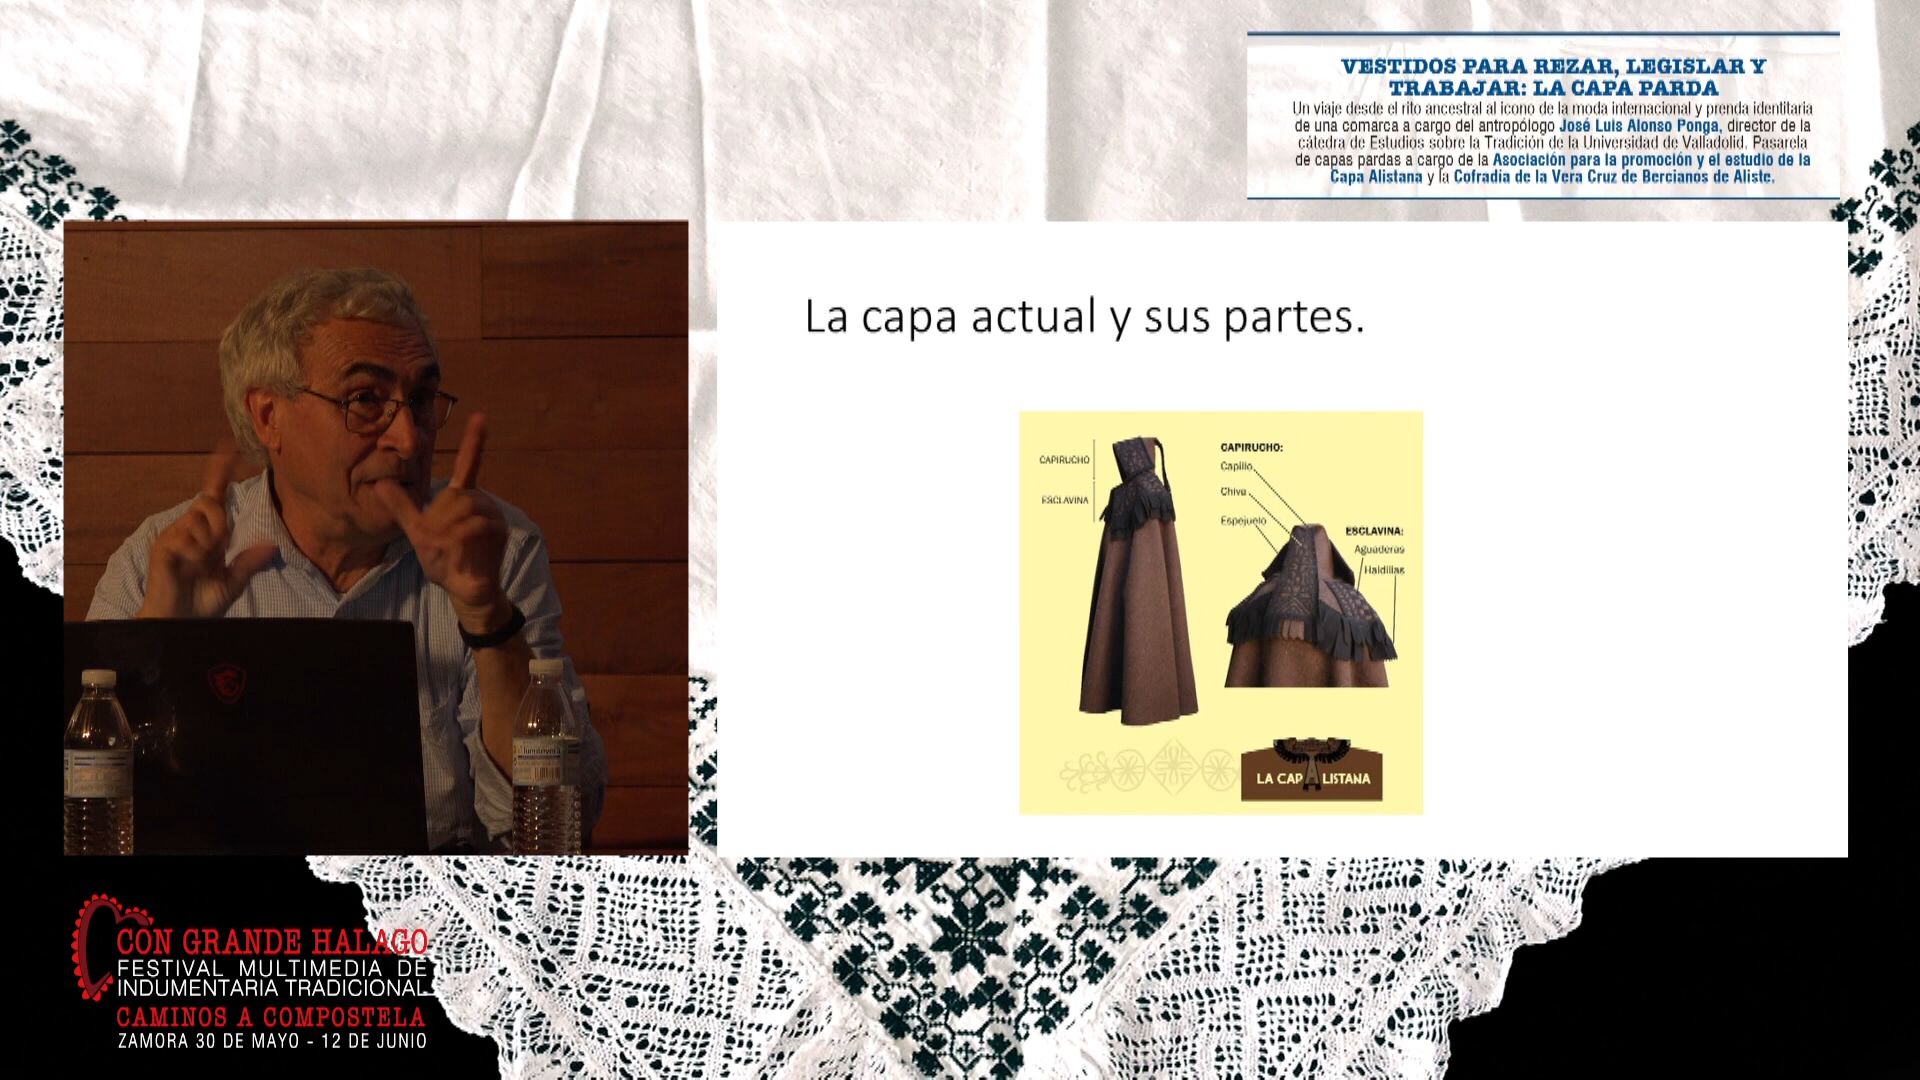 VESTIDOS PARA REZAR, LEGISLAR Y
TRABAJAR: LA CAPA PARDA
Un viaje desde el rito ancestral al icono de la moda internacional y prenda identitaria
de una comarca a cargo del antropólogo José Luis Alonso Ponga, director de la
cátedra de Estudios sobre la Tradición de la Universidad de Valladolid. Pasarela
de capas pardas a cargo de la Asociación para la promoción y el estudio de la
Capa Alistana y la Cofradía de la Vera Cruz de Bercianos de Aliste.
La capa actual y sus partes.
CAPIRUCHO
ESCLAVINA
CAPIRUCHO:
Capillo
Chiva
Espejuelo
ESCLAVINA:
Aguaderas
Haldillas
LA CAPA LISTANA
CON GRANDE HALAGO
FESTIVAL MULTIMEDIA DE
INDUMENTARIA TRADICIONAL
CAMINOS A COMPOSTELA
ZAMORA 30 DE MAYO - 12 DE JUNIO